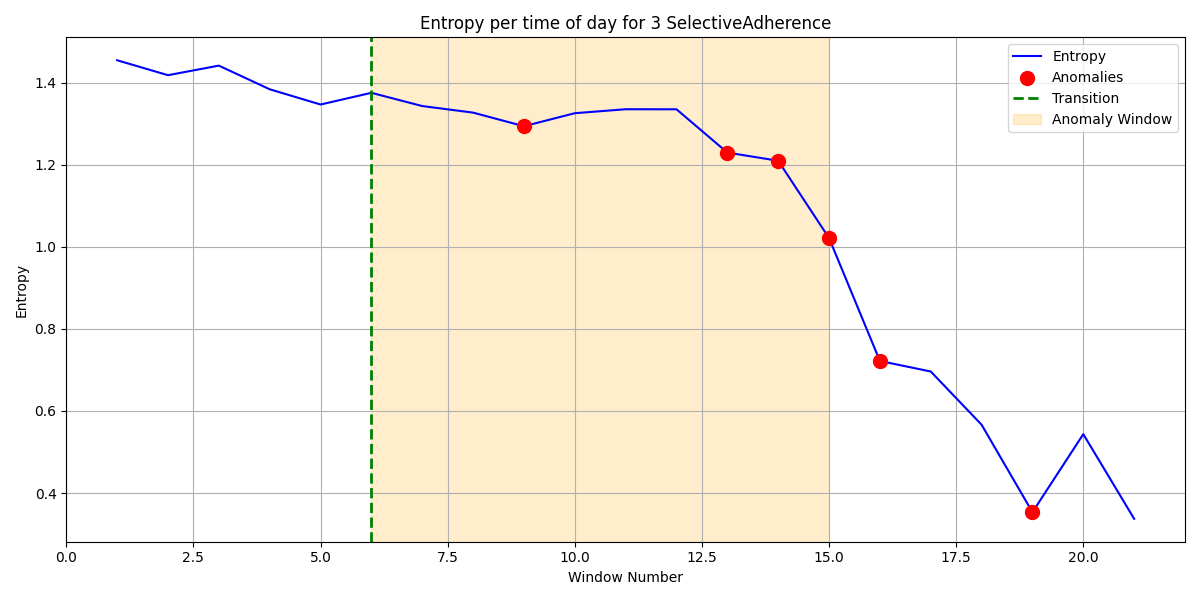 Entropy per time of day for 3 SelectiveAdherence
Entropy
Anomalies
Transition
Anomaly Window
Entropy
1.4
1.2
1.0
0.8
0.6
0.4
0.0 2.5 5.0 7.5 10.0 12.5 15.0 17.5 20.0
Window Number